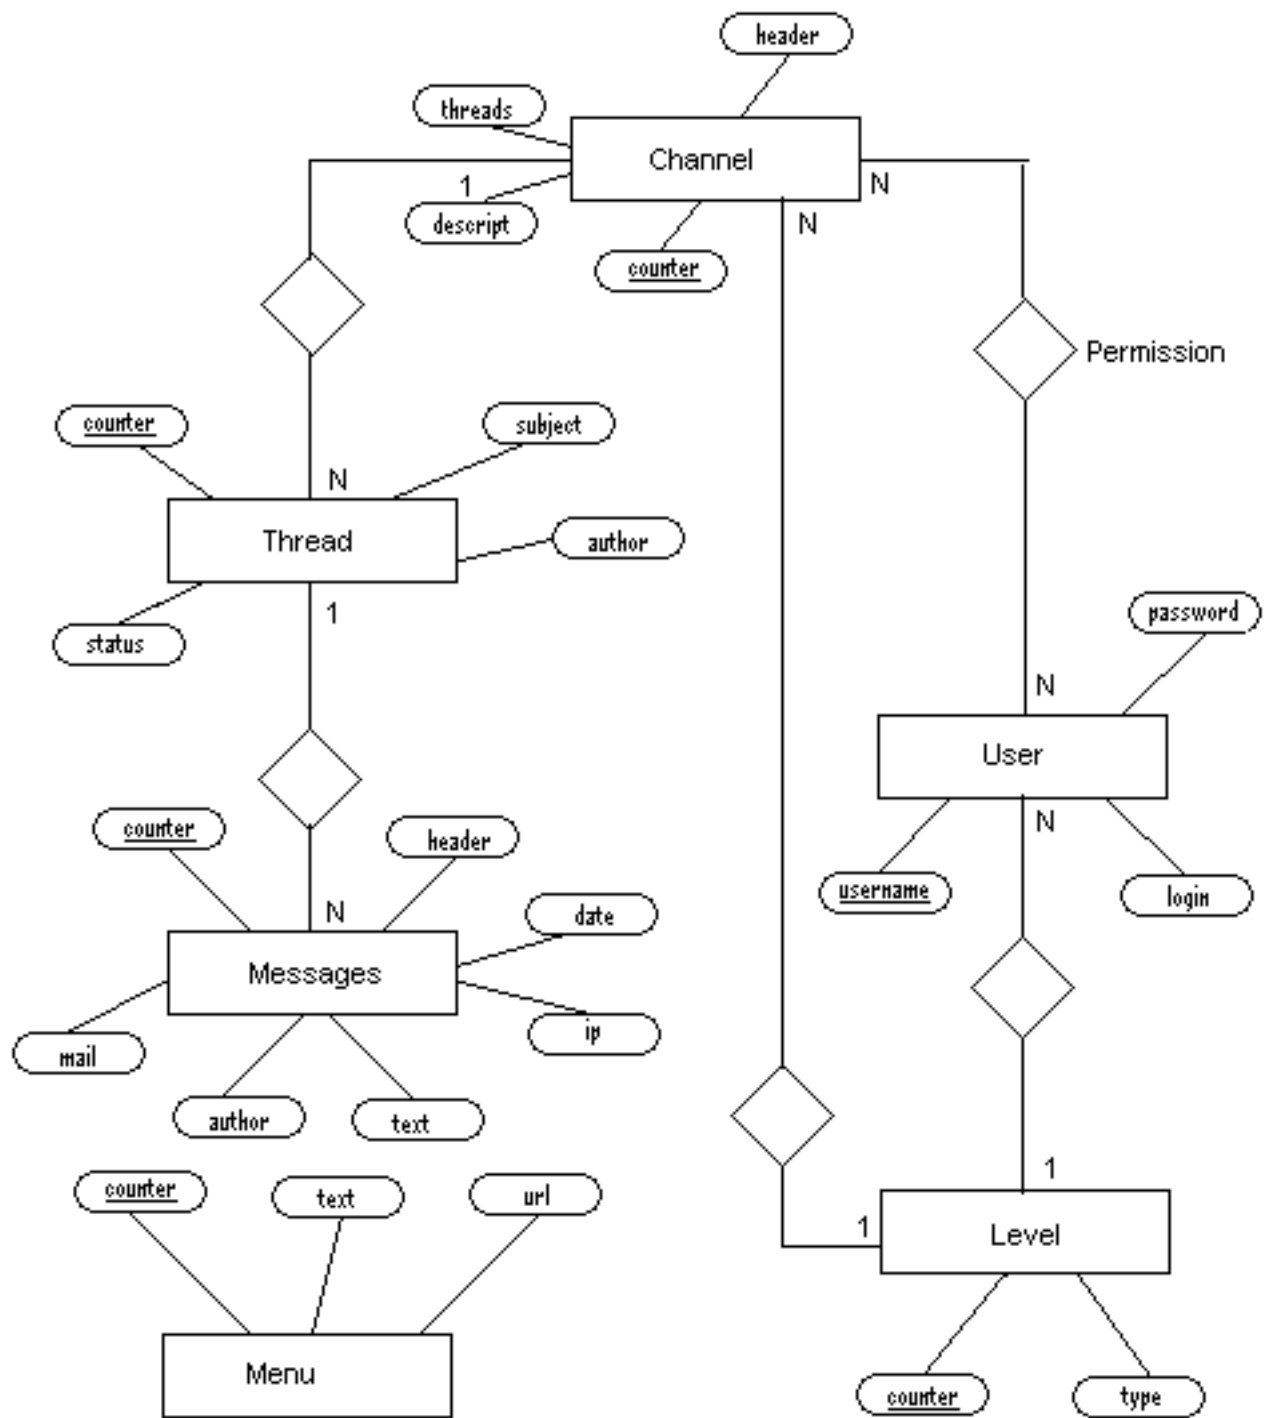 header
threads
Channel
1
N
descript
N
counter
Permission
counter
subject
N
Thread
author
1
status
password
N
User
counter
header
N
username
login
N
date
Messages
ip
mail
author
text
1
counter
text
url
1
Level
Menu
counter
type